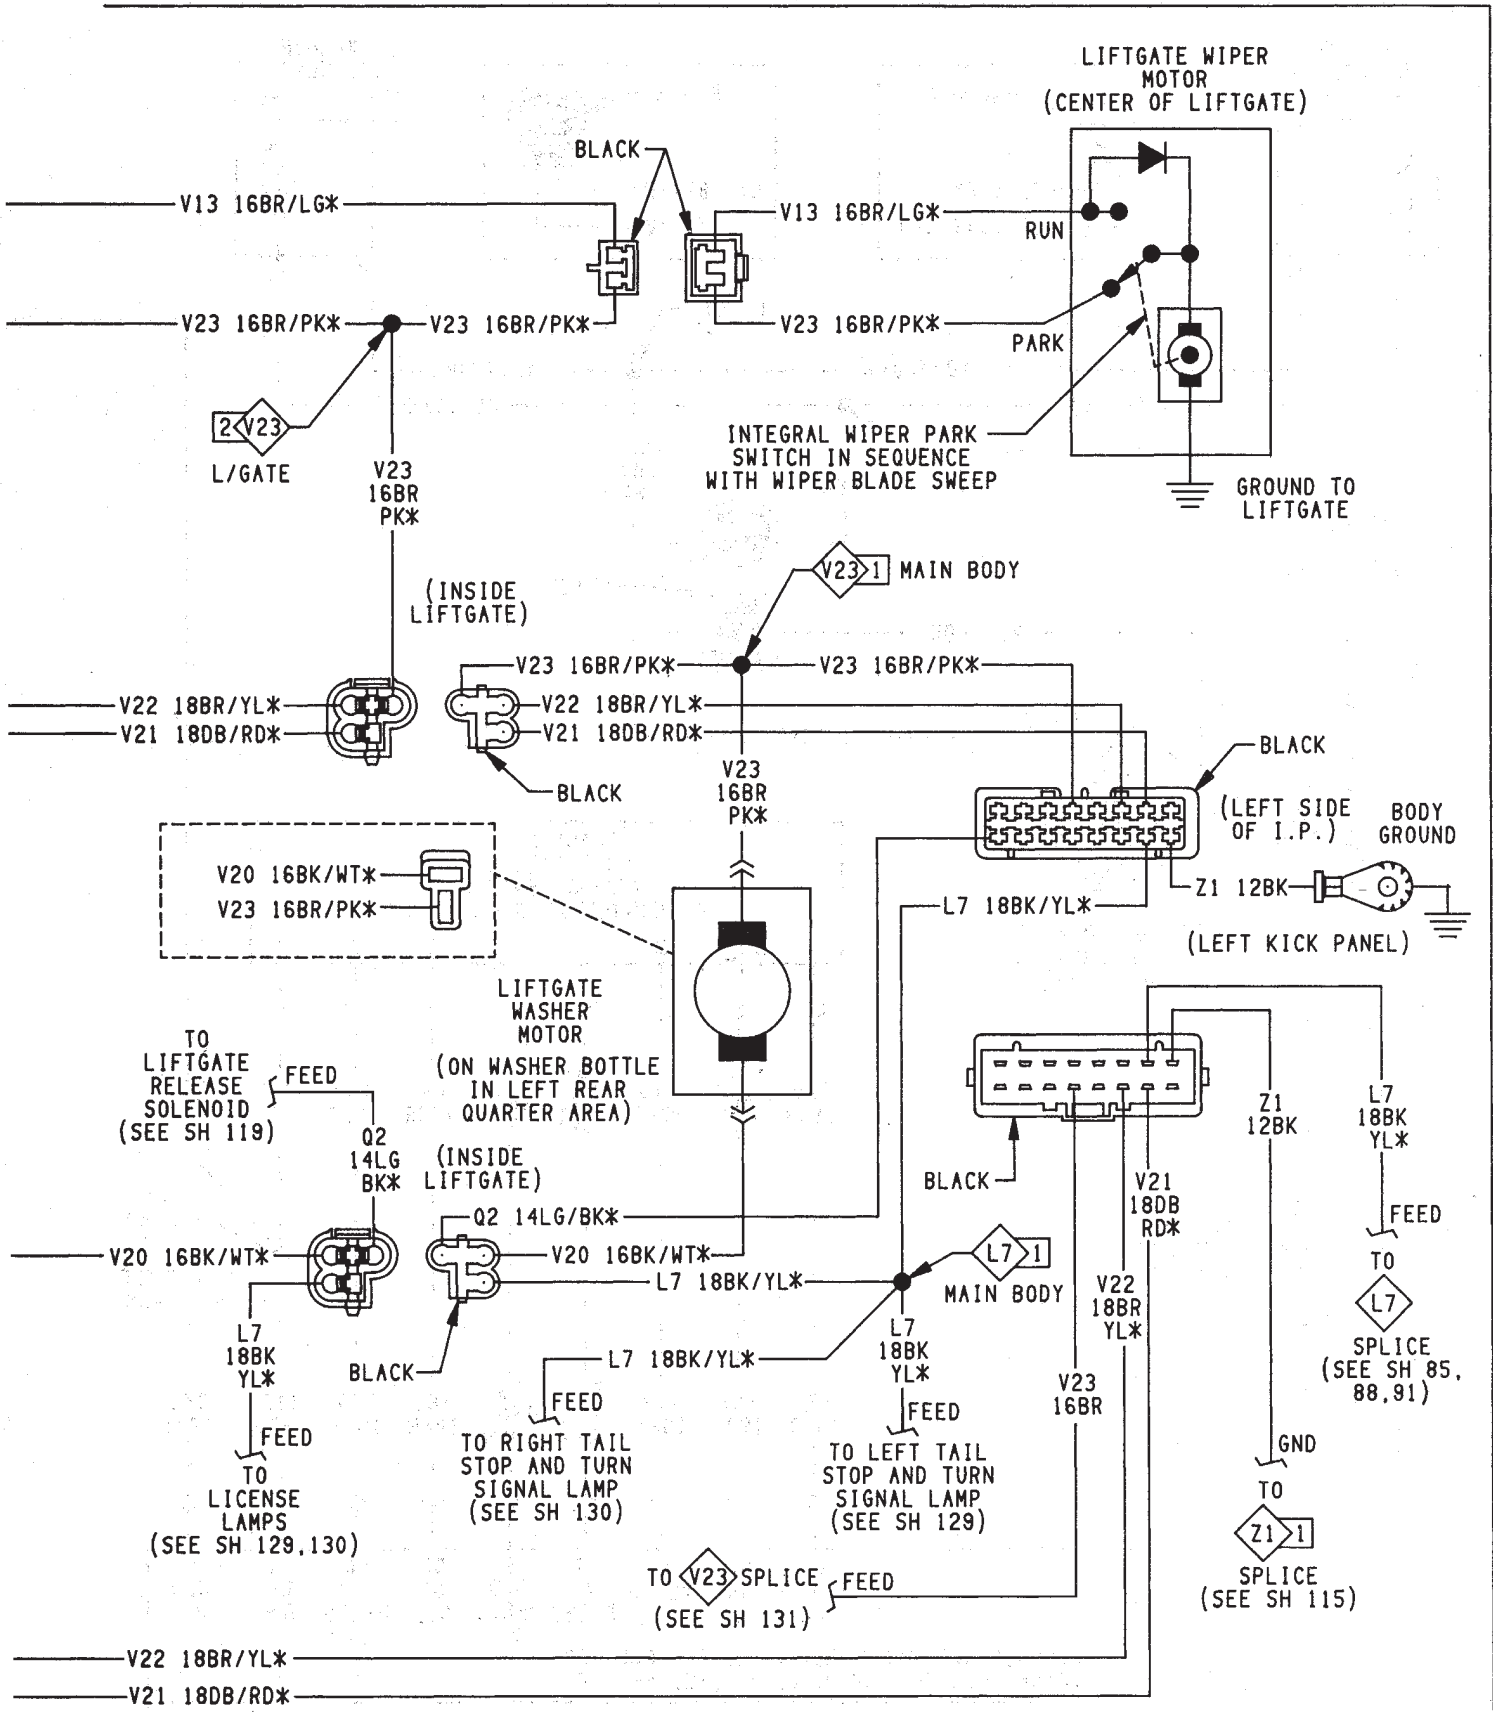 LIFTGATE WIPER
MOTOR
(CENTER OF LIFTGATE)
BLACK
V13 16BR/LG*
V13 16BR/LG*
RUN
V23 16BR/PK*
V23 16BR/PK*
V23 16BR/PK*
PARK
2 V23
L/GATE
INTEGRAL WIPER PARK
SWITCH IN SEQUENCE
WITH WIPER BLADE SWEEP
V23
16BR
PK*
GROUND TO
LIFTGATE
V23 1 MAIN BODY
(INSIDE
LIFTGATE)
V23 16BR/PK*
V23 16BR/PK*
V22 18BR/YL*
V22 18BR/YL*
V21 18DB/RD*
V21 18DB/RD*
BLACK
BLACK
V23
16BR
PK*
(LEFT SIDE
OF I.P.)
BODY
GROUND
V20 16BK/WT*
V23 16BR/PK*
Z1 12BK
L7 18BK/YL*
(LEFT KICK PANEL)
LIFTGATE
WASHER
MOTOR
(ON WASHER BOTTLE
IN LEFT REAR
QUARTER AREA)
TO
LIFTGATE
RELEASE
SOLENOID
(SEE SH 119)
FEED
Q2
14LG
BK*
(INSIDE
LIFTGATE)
Z1
12BK
L7
18BK
YL*
BLACK
V21
18DB
RD*
Q2 14LG/BK*
FEED
V20 16BK/WT*
V20 16BK/WT*
L7 18BK/YL*
L7 1
MAIN BODY
TO
L7
SPLICE
(SEE SH 85,
88,91)
V22
18BR
YL*
L7
18BK
YL*
BLACK
L7 18BK/YL*
L7
18BK
YL*
V23
16BR
FEED
TO
LICENSE
LAMPS
(SEE SH 129,130)
FEED
TO RIGHT TAIL
STOP AND TURN
SIGNAL LAMP
(SEE SH 130)
FEED
TO LEFT TAIL
STOP AND TURN
SIGNAL LAMP
(SEE SH 129)
GND
TO
Z1 1
SPLICE
(SEE SH 115)
TO V23 SPLICE
FEED
(SEE SH 131)
V22 18BR/YL*
V21 18DB/RD*